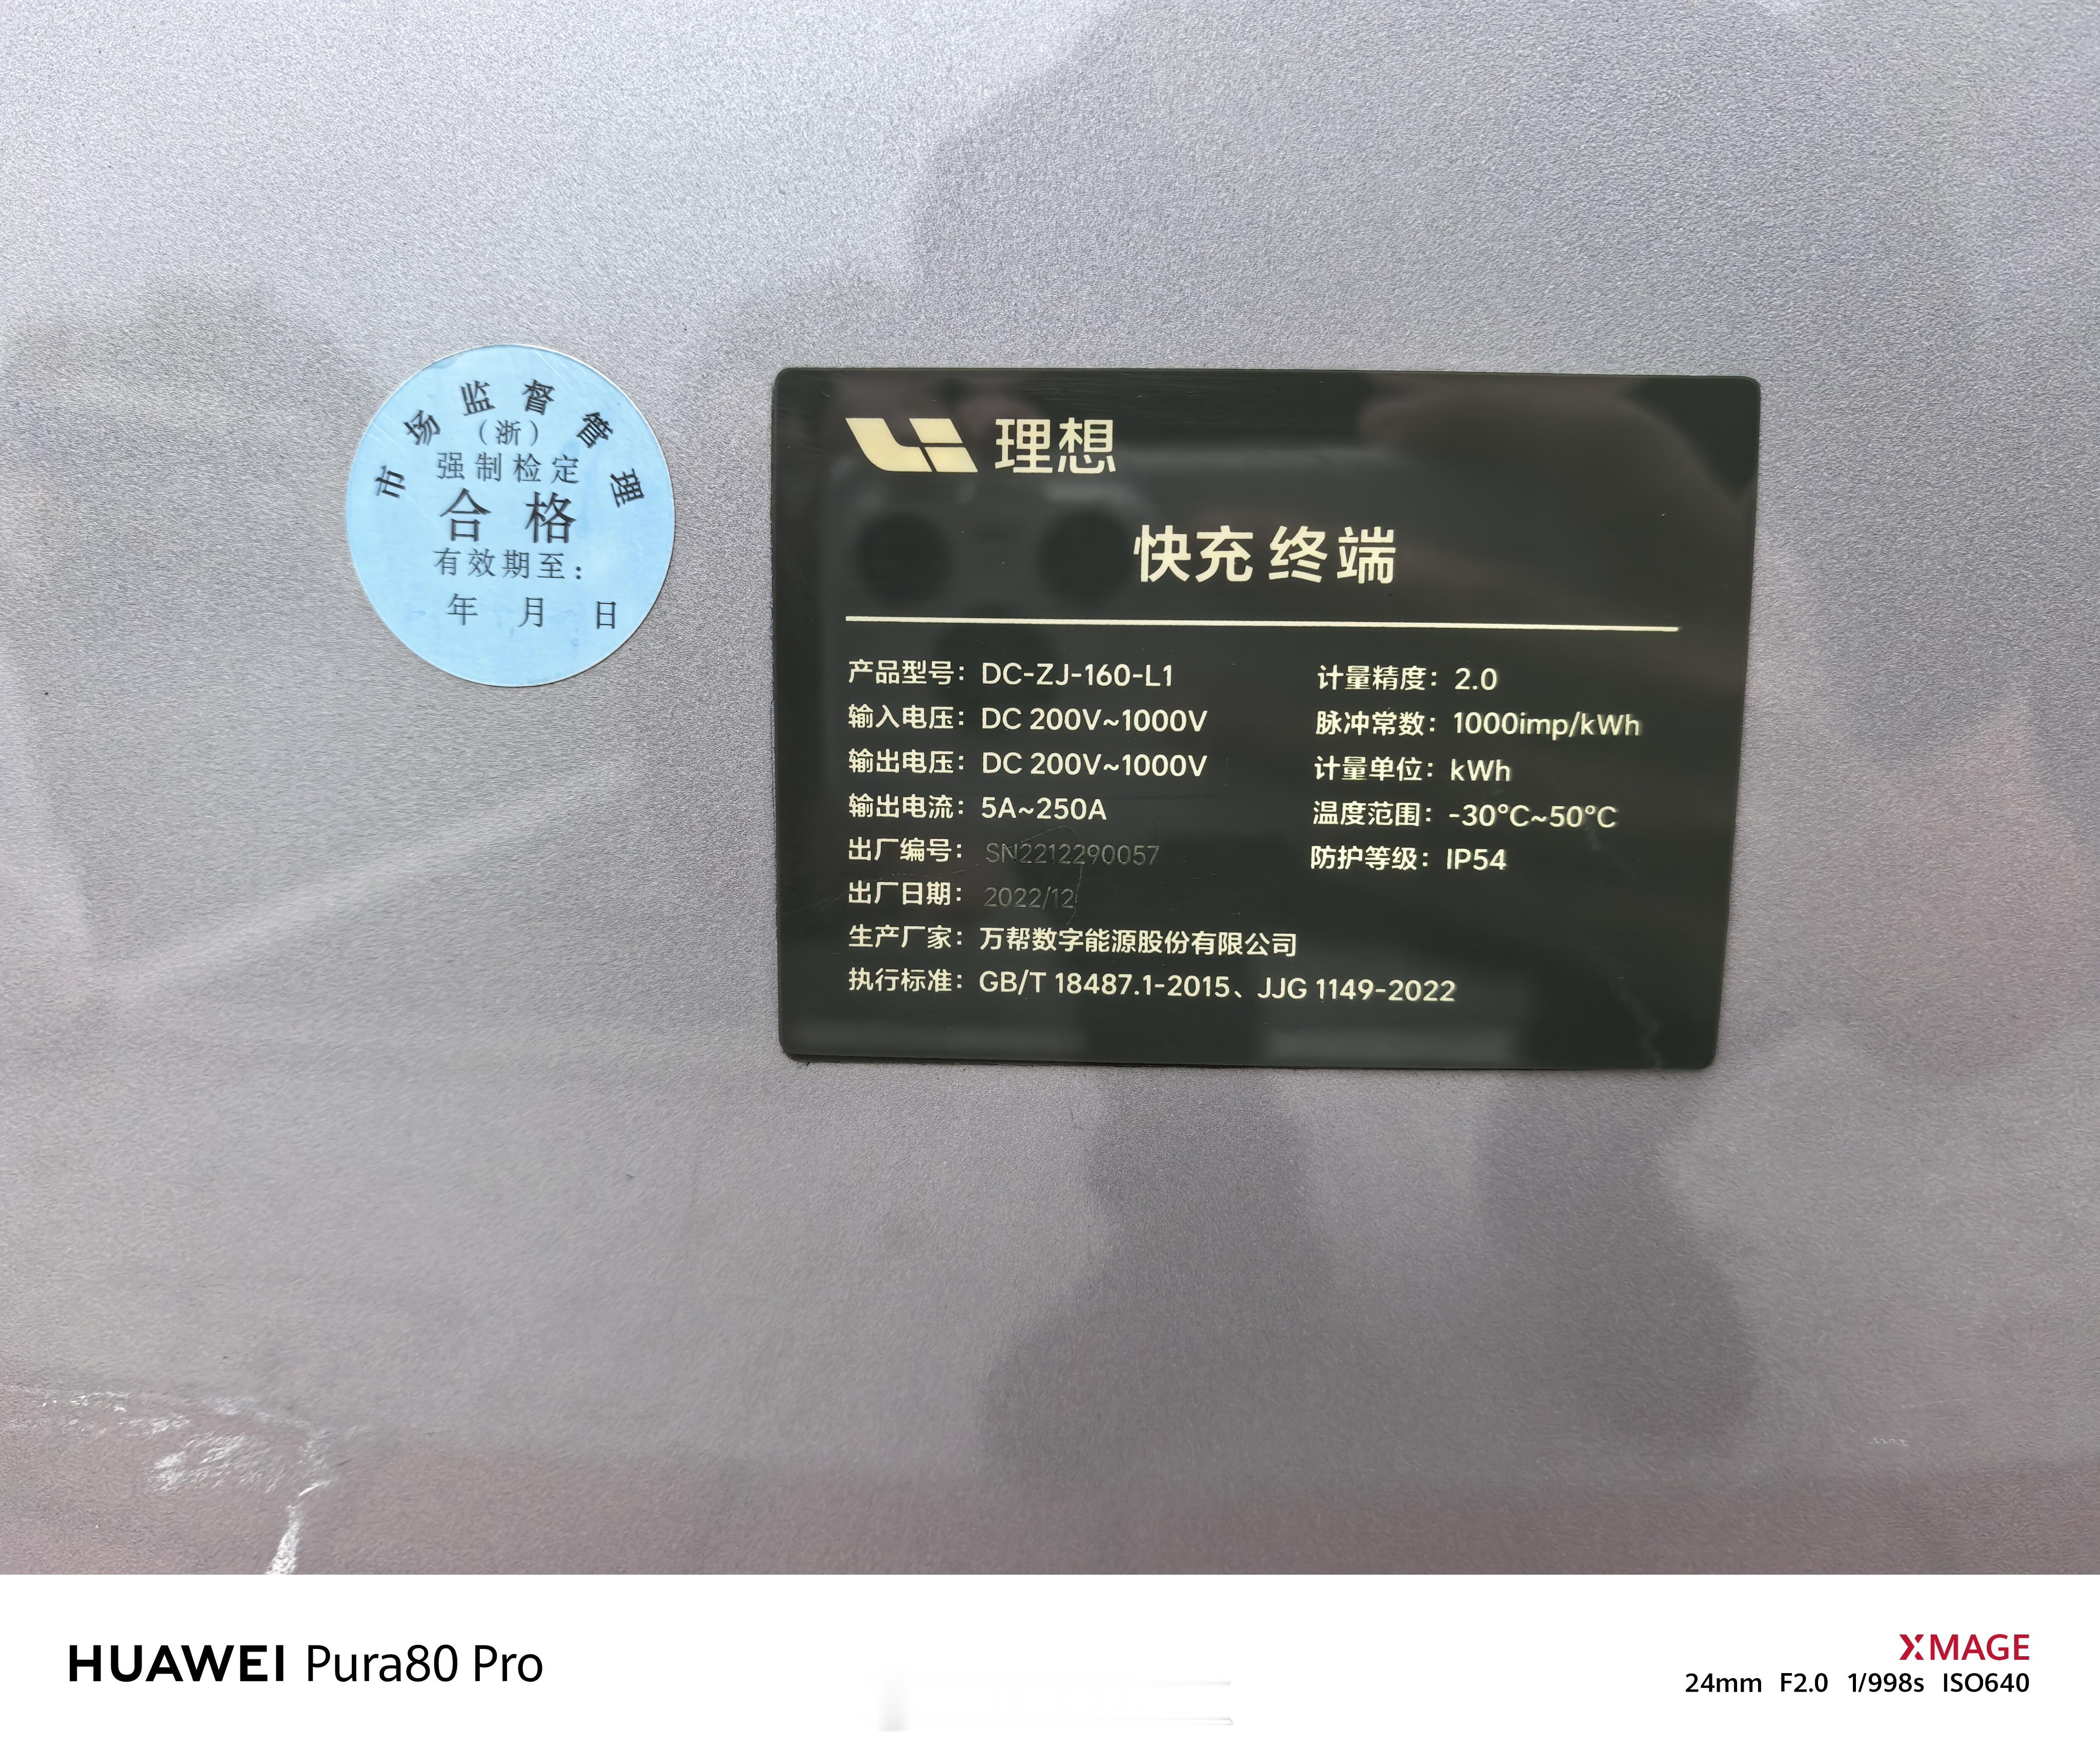 市场监督管理
（浙）
强制检定
合格
有效期至：
年 月 日
理想
快充终端
产品型号：DC-ZJ-160-L1
输入电压：DC 200V~1000V
输出电压：DC 200V~1000V
输出电流：5A~250A
出厂编号：SN2212290057
出厂日期：2022/12
生产厂家：万帮数字能源股份有限公司
执行标准：GB/T 18487.1-2015、JJG 1149-2022
计量精度：2.0
脉冲常数：1000imp/kWh
计量单位：kWh
温度范围：-30°C~50°C
防护等级：IP54
HUAWEI Pura80 Pro
XMAGE
24mm F2.0 1/998s ISO640